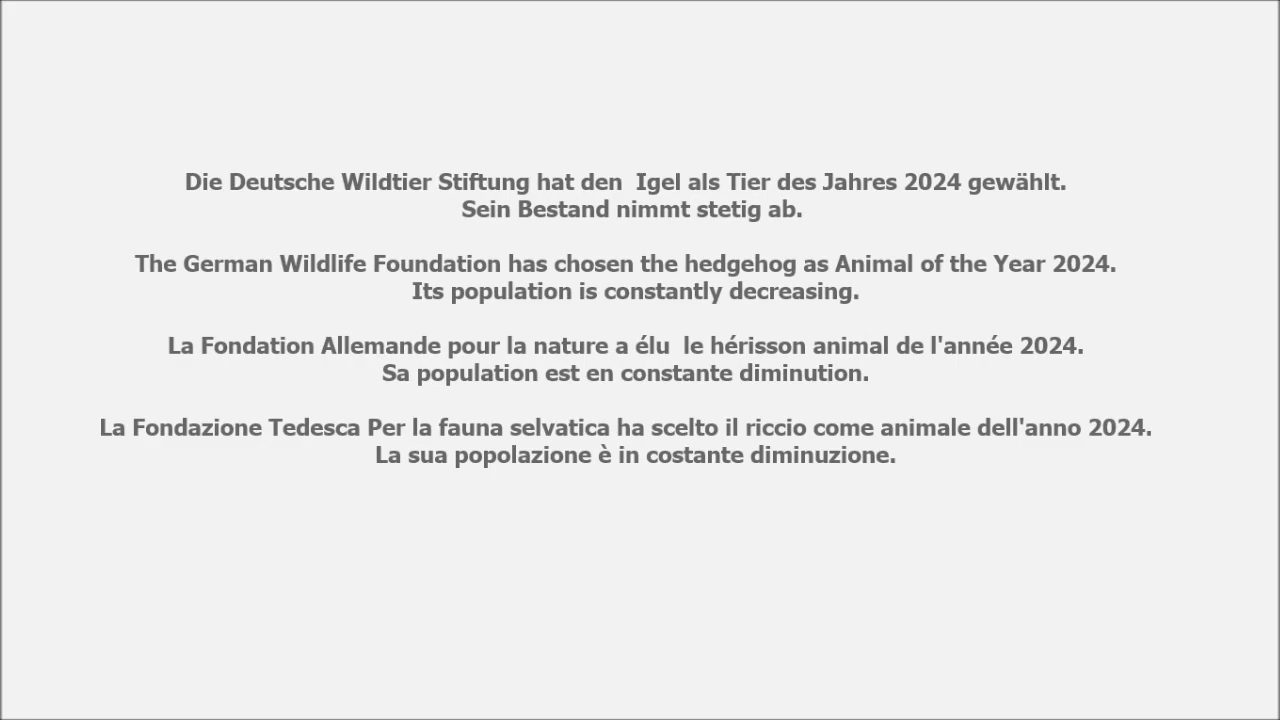 Die Deutsche Wildtier Stiftung hat den  Igel als Tier des Jahres 2024 gewählt.
Sein Bestand nimmt stetig ab.
The German Wildlife Foundation has chosen the hedgehog as Animal of the Year 2024.
Its population is constantly decreasing.
La Fondation Allemande pour la nature a élu  le hérisson animal de l'année 2024.
Sa population est en constante diminution.
La Fondazione Tedesca Per la fauna selvatica ha scelto il riccio come animale dell'anno 2024.
La sua popolazione è in costante diminuzione.